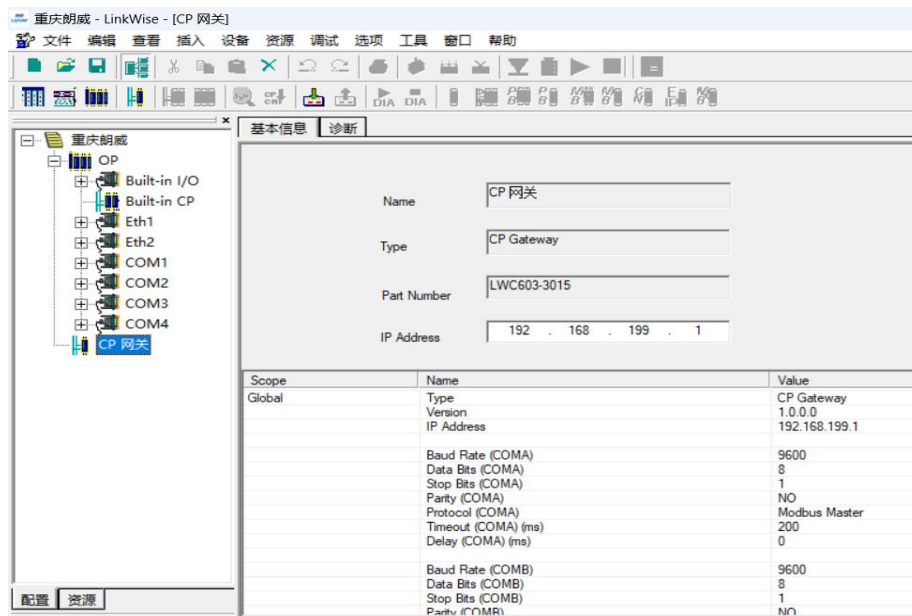 重庆朗威 - LinkWise - [CP 网关]
文件 编辑 查看 插入 设备 资源 调试 选项 工具 窗口 帮助
基本信息 诊断
重庆朗威
OP
Built-in I/O
Built-in CP
Eth1
Eth2
COM1
COM2
COM3
COM4
CP 网关
配置 资源
Name CP 网关
Type CP Gateway
Part Number LWC603-3015
IP Address 192 . 168 . 199 . 1
Scope Name Value
Global Type CP Gateway
Version 1.0.0.0
IP Address 192.168.199.1
Baud Rate (COMA) 9600
Data Bits (COMA) 8
Stop Bits (COMA) 1
Parity (COMA) NO
Protocol (COMA) Modbus Master
Timeout (COMA) (ms) 200
Delay (COMA) (ms) 0
Baud Rate (COMB) 9600
Data Bits (COMB) 8
Stop Bits (COMB) 1
Parity (COMB) NO